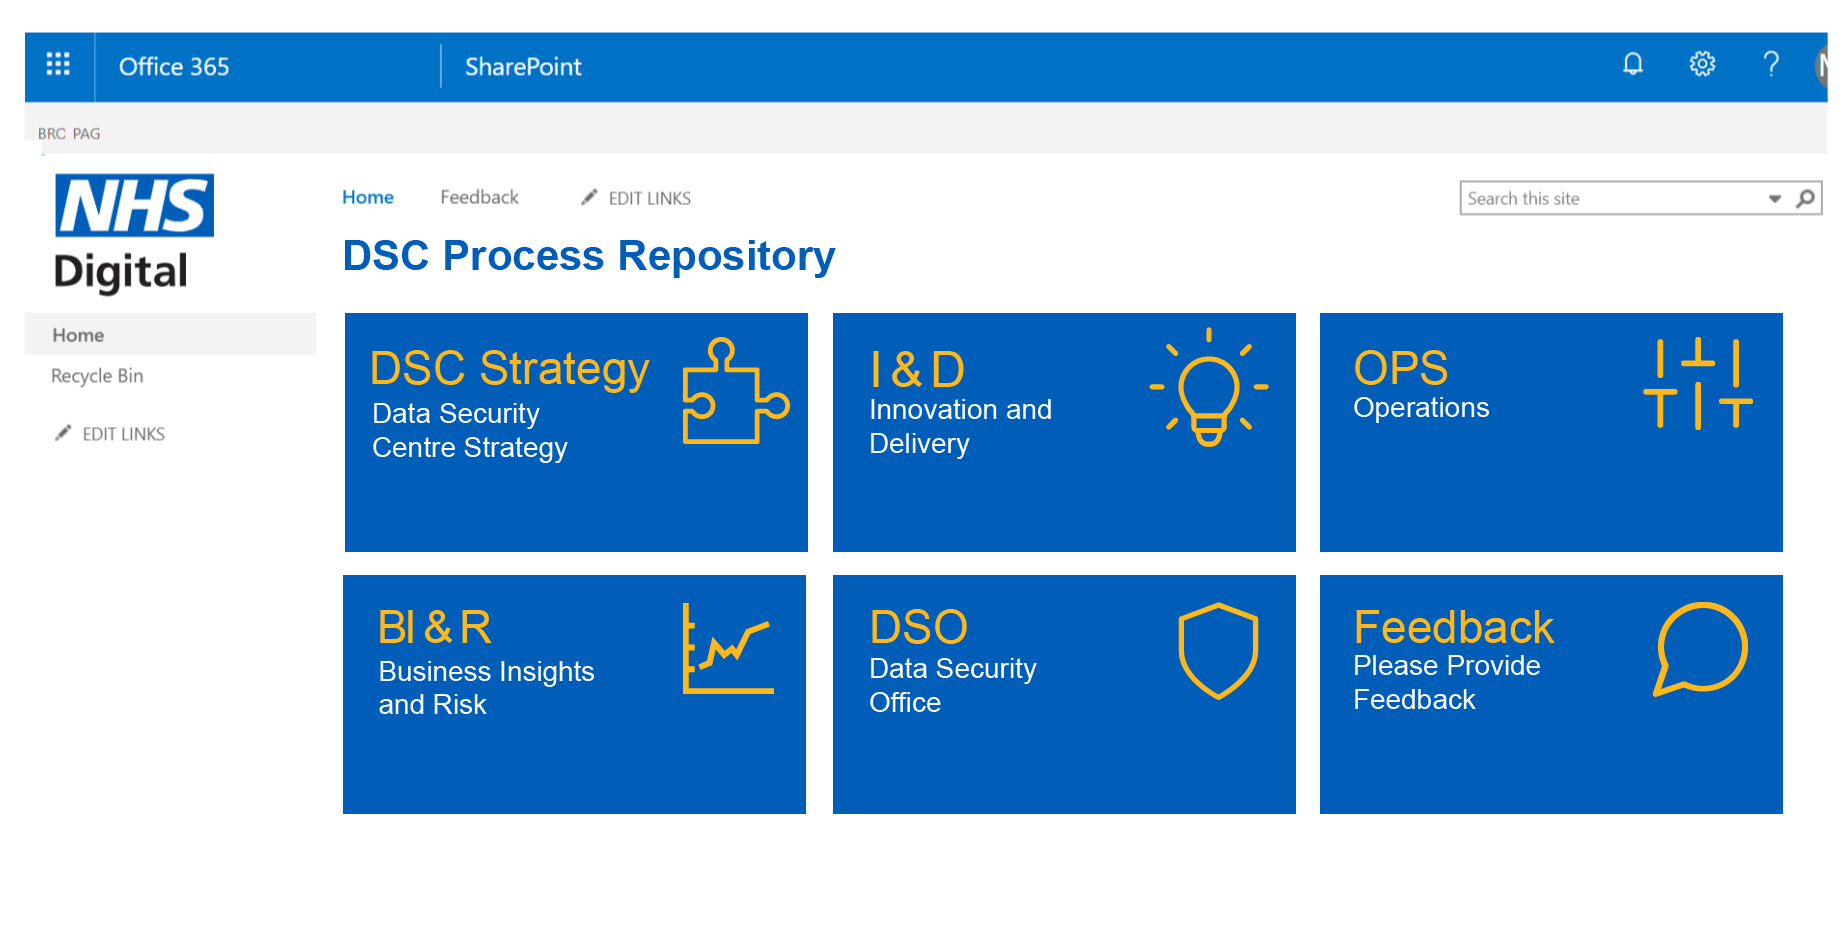 Office 365
SharePoint
?
N
BRC PAG
NHS
Digital
Home
Feedback
EDIT LINKS
Search this site
DSC Process Repository
Home
Recycle Bin
EDIT LINKS
DSC Strategy
Data Security
Centre Strategy
I & D
Innovation and
Delivery
OPS
Operations
BI & R
Business Insights
and Risk
DSO
Data Security
Office
Feedback
Please Provide
Feedback